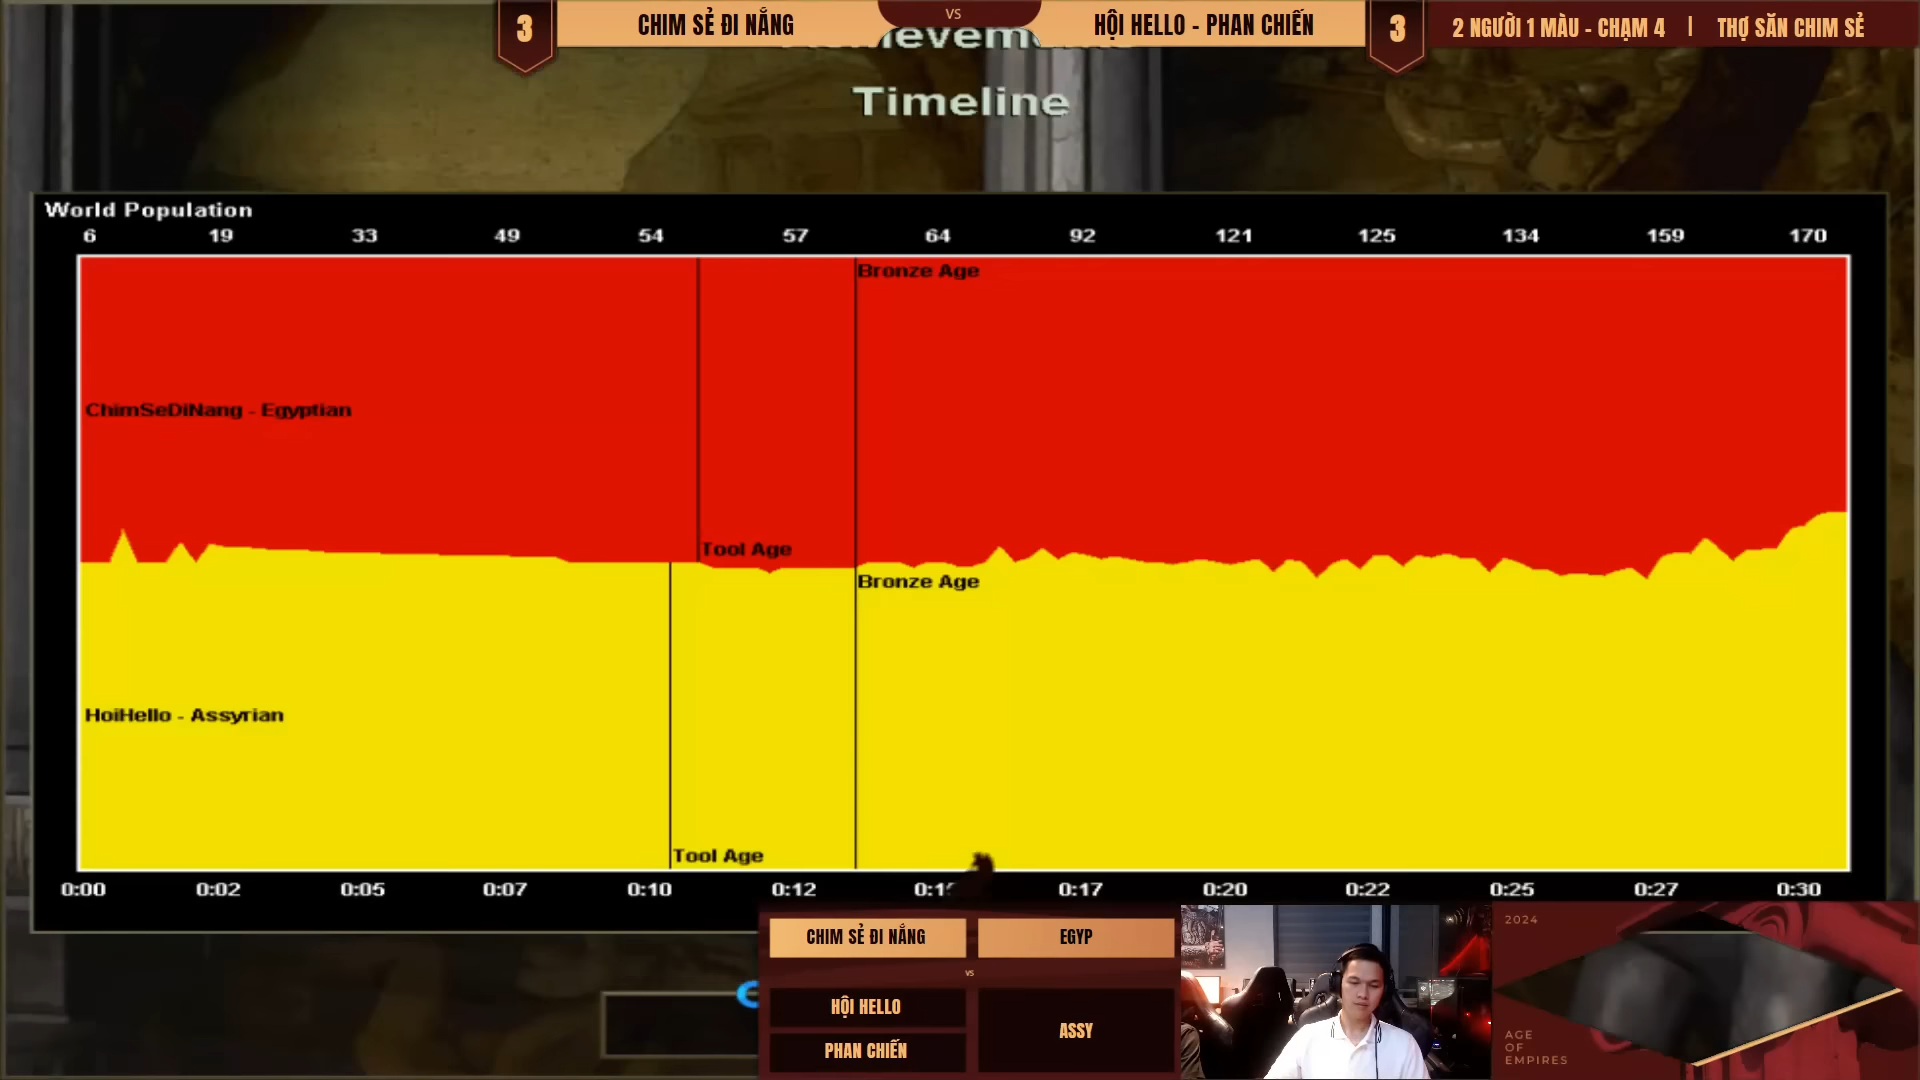 3
CHIM SẺ ĐI NẮNG
VS
HỘI HELLO - PHAN CHIẾN
3
2 NGƯỜI 1 MÀU - CHẠM 4 | THỢ SĂN CHIM SẺ
Timeline
World Population
6 19 33 49 54 57 64 92 121 125 134 159 170
Bronze Age
ChimSeDiNang - Egyptian
Tool Age
Bronze Age
HoiHello - Assyrian
Tool Age
0:00 0:02 0:05 0:07 0:10 0:12 0:17 0:20 0:22 0:25 0:27 0:30
CHIM SẺ ĐI NẮNG
EGYP
VS
HỘI HELLO
PHAN CHIẾN
ASSY
2024
AGE
OF
EMPIRES